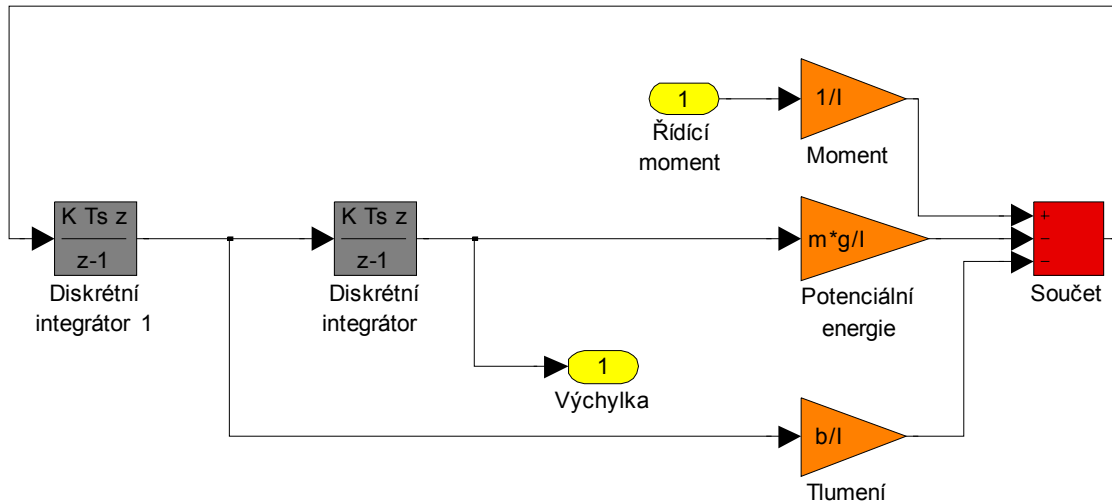 1
Řídící
moment
1/I
Moment
K Ts z
z-1
Diskrétní
integrátor 1
K Ts z
z-1
Diskrétní
integrátor
m*g/I
Potenciální
energie
+
−
−
Součet
1
Výchylka
b/I
Tlumení